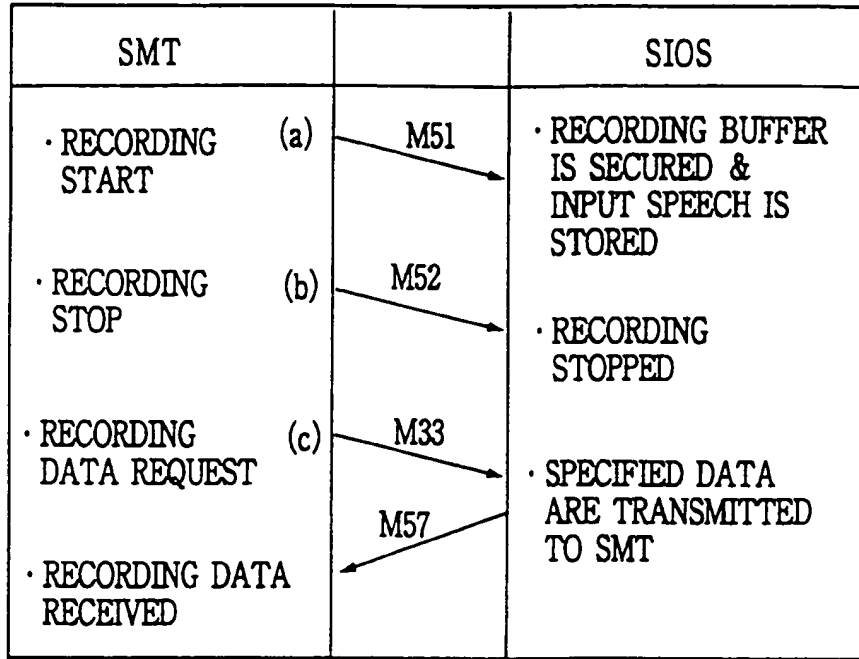 SMT
SIOS
· RECORDING
START
(a)
M51
· RECORDING BUFFER
IS SECURED &
INPUT SPEECH IS
STORED
· RECORDING
STOP
(b)
M52
· RECORDING
STOPPED
· RECORDING
DATA REQUEST
(c)
M33
· SPECIFIED DATA
ARE TRANSMITTED
TO SMT
M57
· RECORDING DATA
RECEIVED